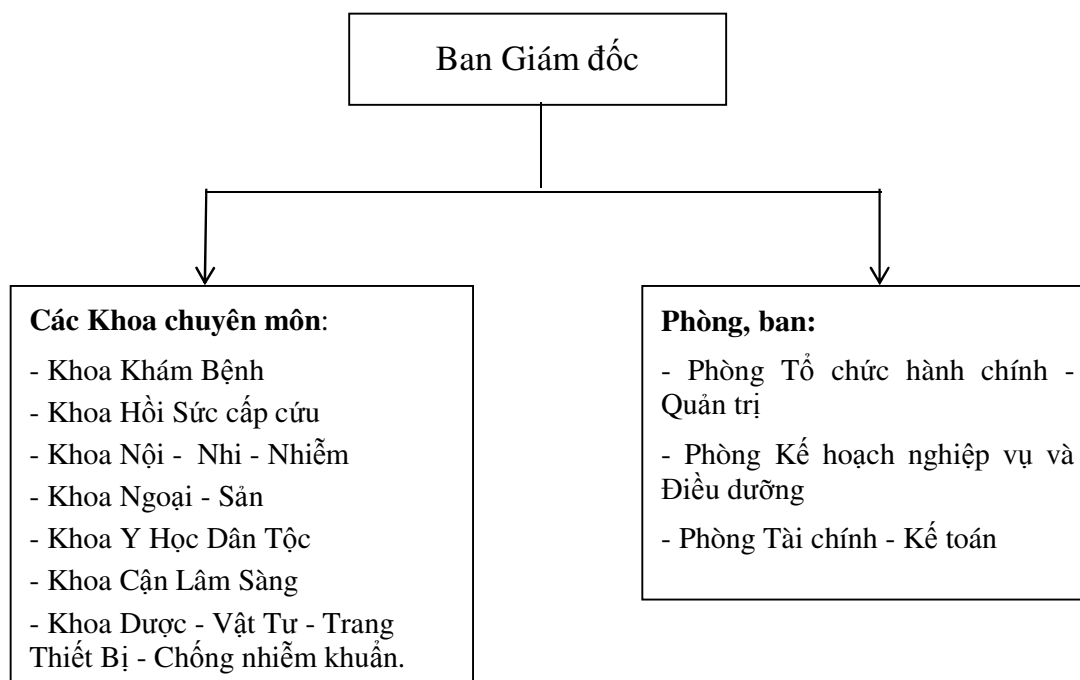 Ban Giám đốc
Các Khoa chuyên môn:
- Khoa Khám Bệnh
- Khoa Hồi Sức cấp cứu
- Khoa Nội - Nhi - Nhiễm
- Khoa Ngoại - Sản
- Khoa Y Học Dân Tộc
- Khoa Cận Lâm Sàng
- Khoa Dược - Vật Tư - Trang
Thiết Bị - Chống nhiễm khuẩn.
Phòng, ban:
- Phòng Tổ chức hành chính -
Quản trị
- Phòng Kế hoạch nghiệp vụ và
Điều dưỡng
- Phòng Tài chính - Kế toán